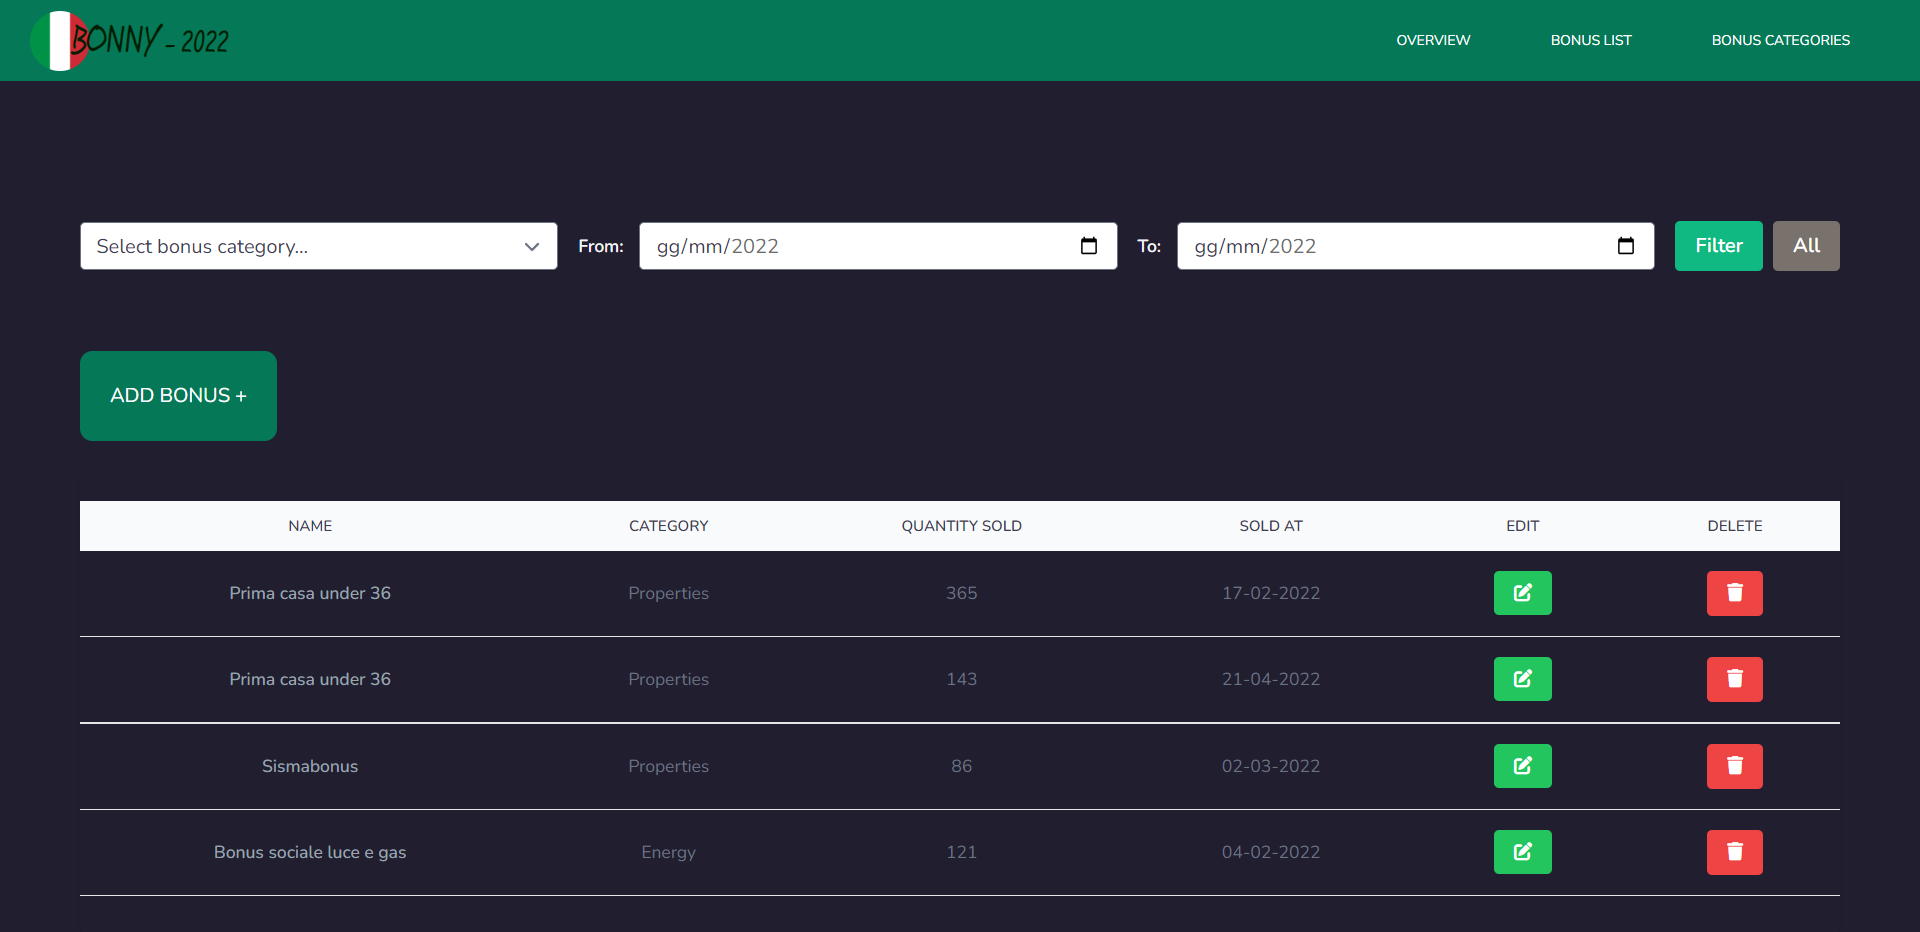 BONNY - 2022 OVERVIEW BONUS LIST BONUS CATEGORIES
Select bonus category... From: gg/mm/2022 To: gg/mm/2022 Filter All
ADD BONUS +
NAME CATEGORY QUANTITY SOLD SOLD AT EDIT DELETE
Prima casa under 36 Properties 365 17-02-2022
Prima casa under 36 Properties 143 21-04-2022
Sismabonus Properties 86 02-03-2022
Bonus sociale luce e gas Energy 121 04-02-2022